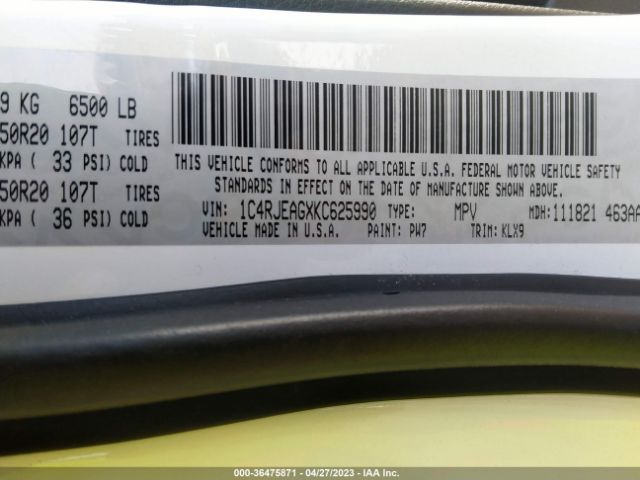 9 KG 6500 LB
50R20 107T TIRES
KPA ( 33 PSI) COLD
50R20 107T TIRES
KPA ( 36 PSI) COLD
THIS VEHICLE CONFORMS TO ALL APPLICABLE U.S.A. FEDERAL MOTOR VEHICLE SAFETY
STANDARDS IN EFFECT ON THE DATE OF MANUFACTURE SHOWN ABOVE.
VIN: 1C4RJEAGXKC625990 TYPE: MPV MDH:111821 463AA
VEHICLE MADE IN U.S.A. PAINT: PW7 TRIM: KLX9
000-36475871 | 04/27/2023 | IAA Inc.